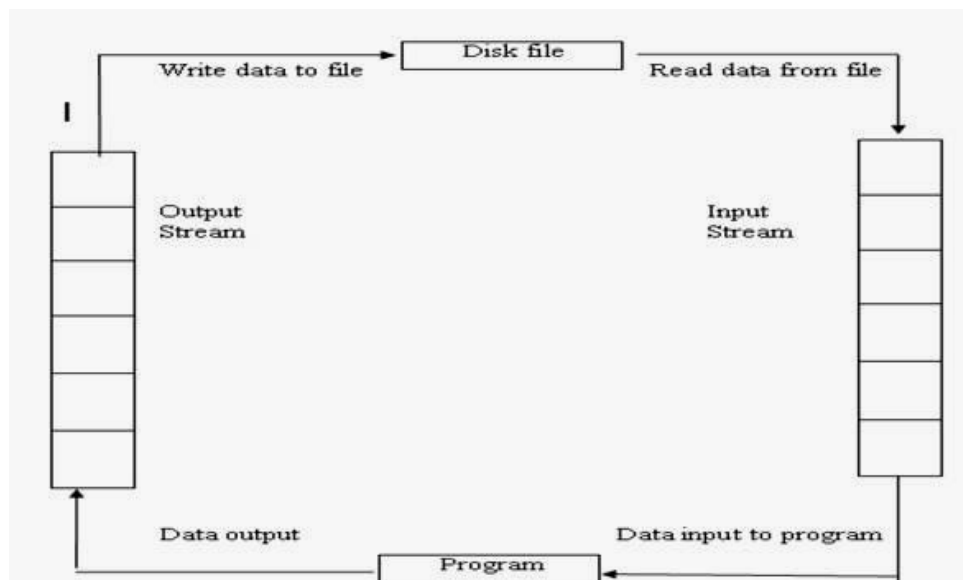 Disk file
Write data to file
Read data from file
Output
Stream
Input
Stream
Data output
Data input to program
Program